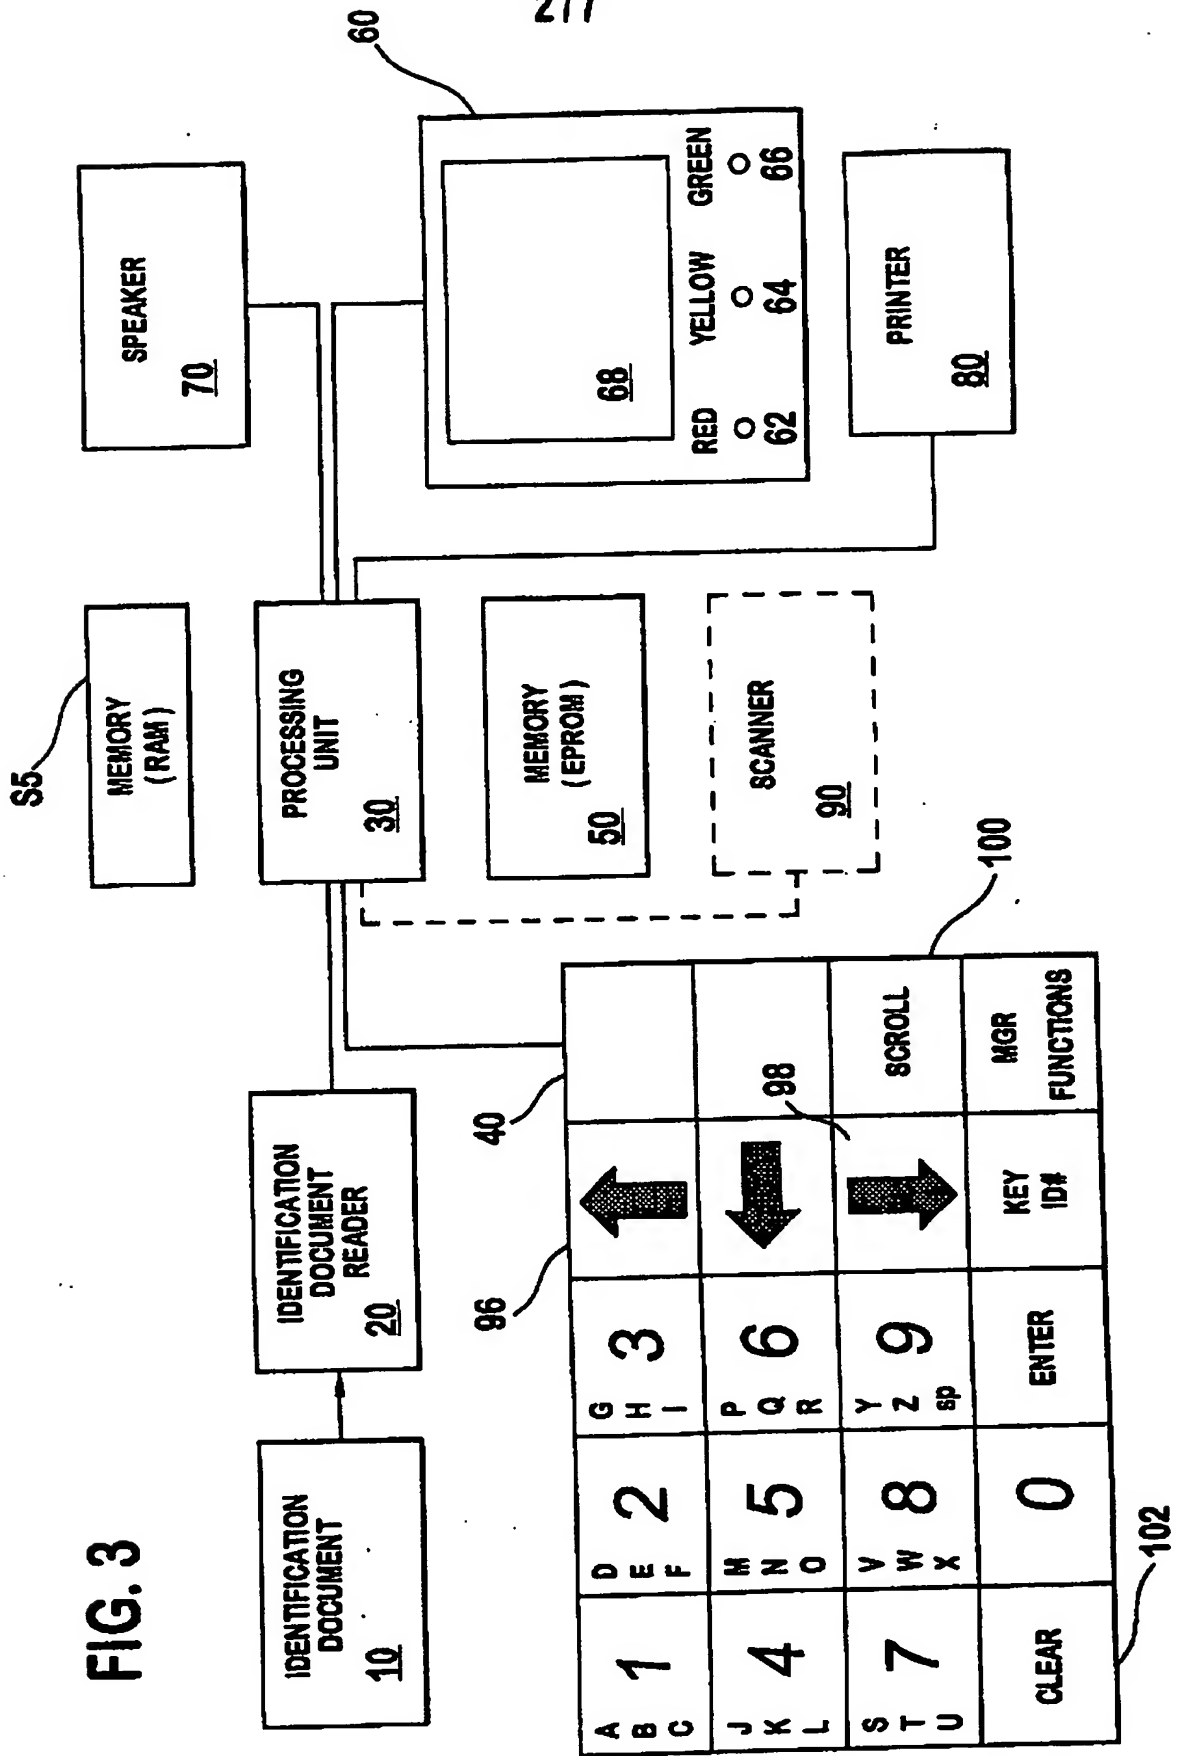 2/7
FIG. 3
S5
MEMORY
(RAM)
SPEAKER
70
60
IDENTIFICATION
DOCUMENT
10
IDENTIFICATION
DOCUMENT
READER
20
PROCESSING
UNIT
30
68
RED
YELLOW
GREEN
62
64
66
MEMORY
(EPROM)
50
PRINTER
80
SCANNER
90
96
40
98
100
102
A
B
C
1
D
E
F
2
G
H
I
3
J
K
L
4
M
N
O
5
P
Q
R
6
S
T
U
7
V
W
X
8
Y
Z
sp
9
SCROLL
CLEAR
0
ENTER
KEY
ID#
MGR
FUNCTIONS